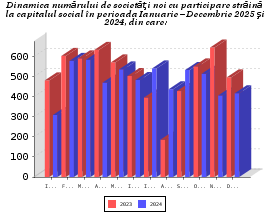 Dinamica numărului de societăţi noi cu participare străină
la capitalul social în perioada Ianuarie – Decembrie 2025 şi
2024, din care:
600
500
400
300
200
100
0
I... F... M... A... M... I... I... A... S... O... N... D...
2023 2024